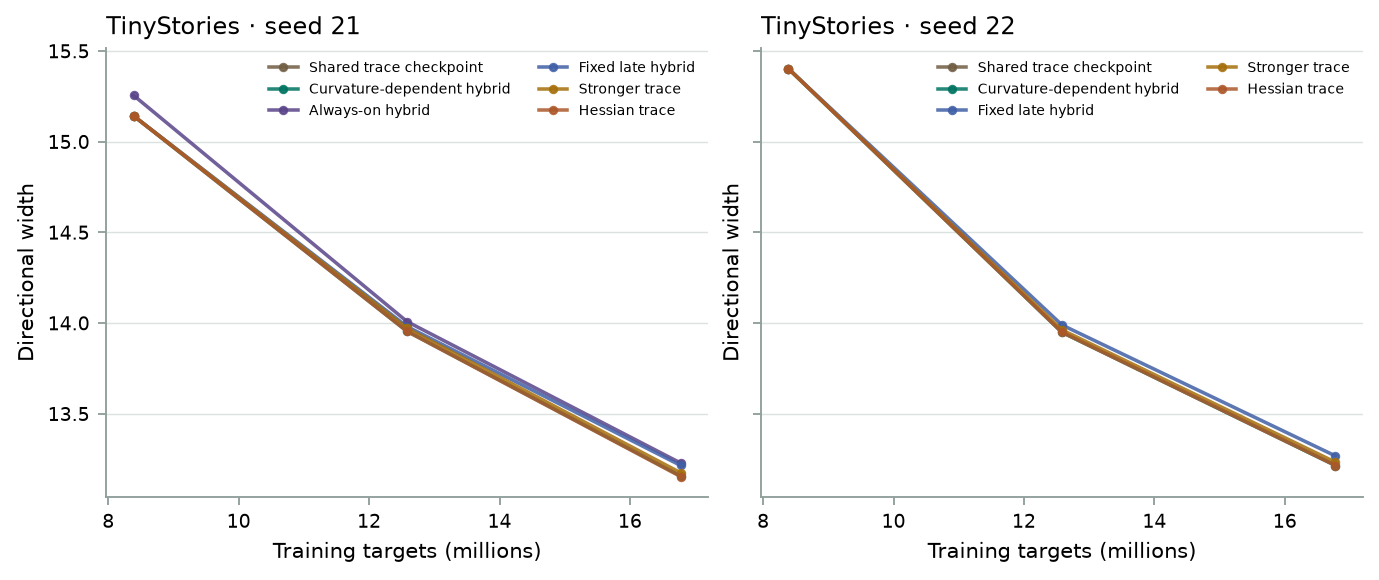 TinyStories · seed 21
15.5
15.0
14.5
14.0
13.5
Directional width
Shared trace checkpoint
Curvature-dependent hybrid
Always-on hybrid
Fixed late hybrid
Stronger trace
Hessian trace
8 10 12 14 16
Training targets (millions)
TinyStories · seed 22
Directional width
Shared trace checkpoint
Curvature-dependent hybrid
Fixed late hybrid
Stronger trace
Hessian trace
8 10 12 14 16
Training targets (millions)